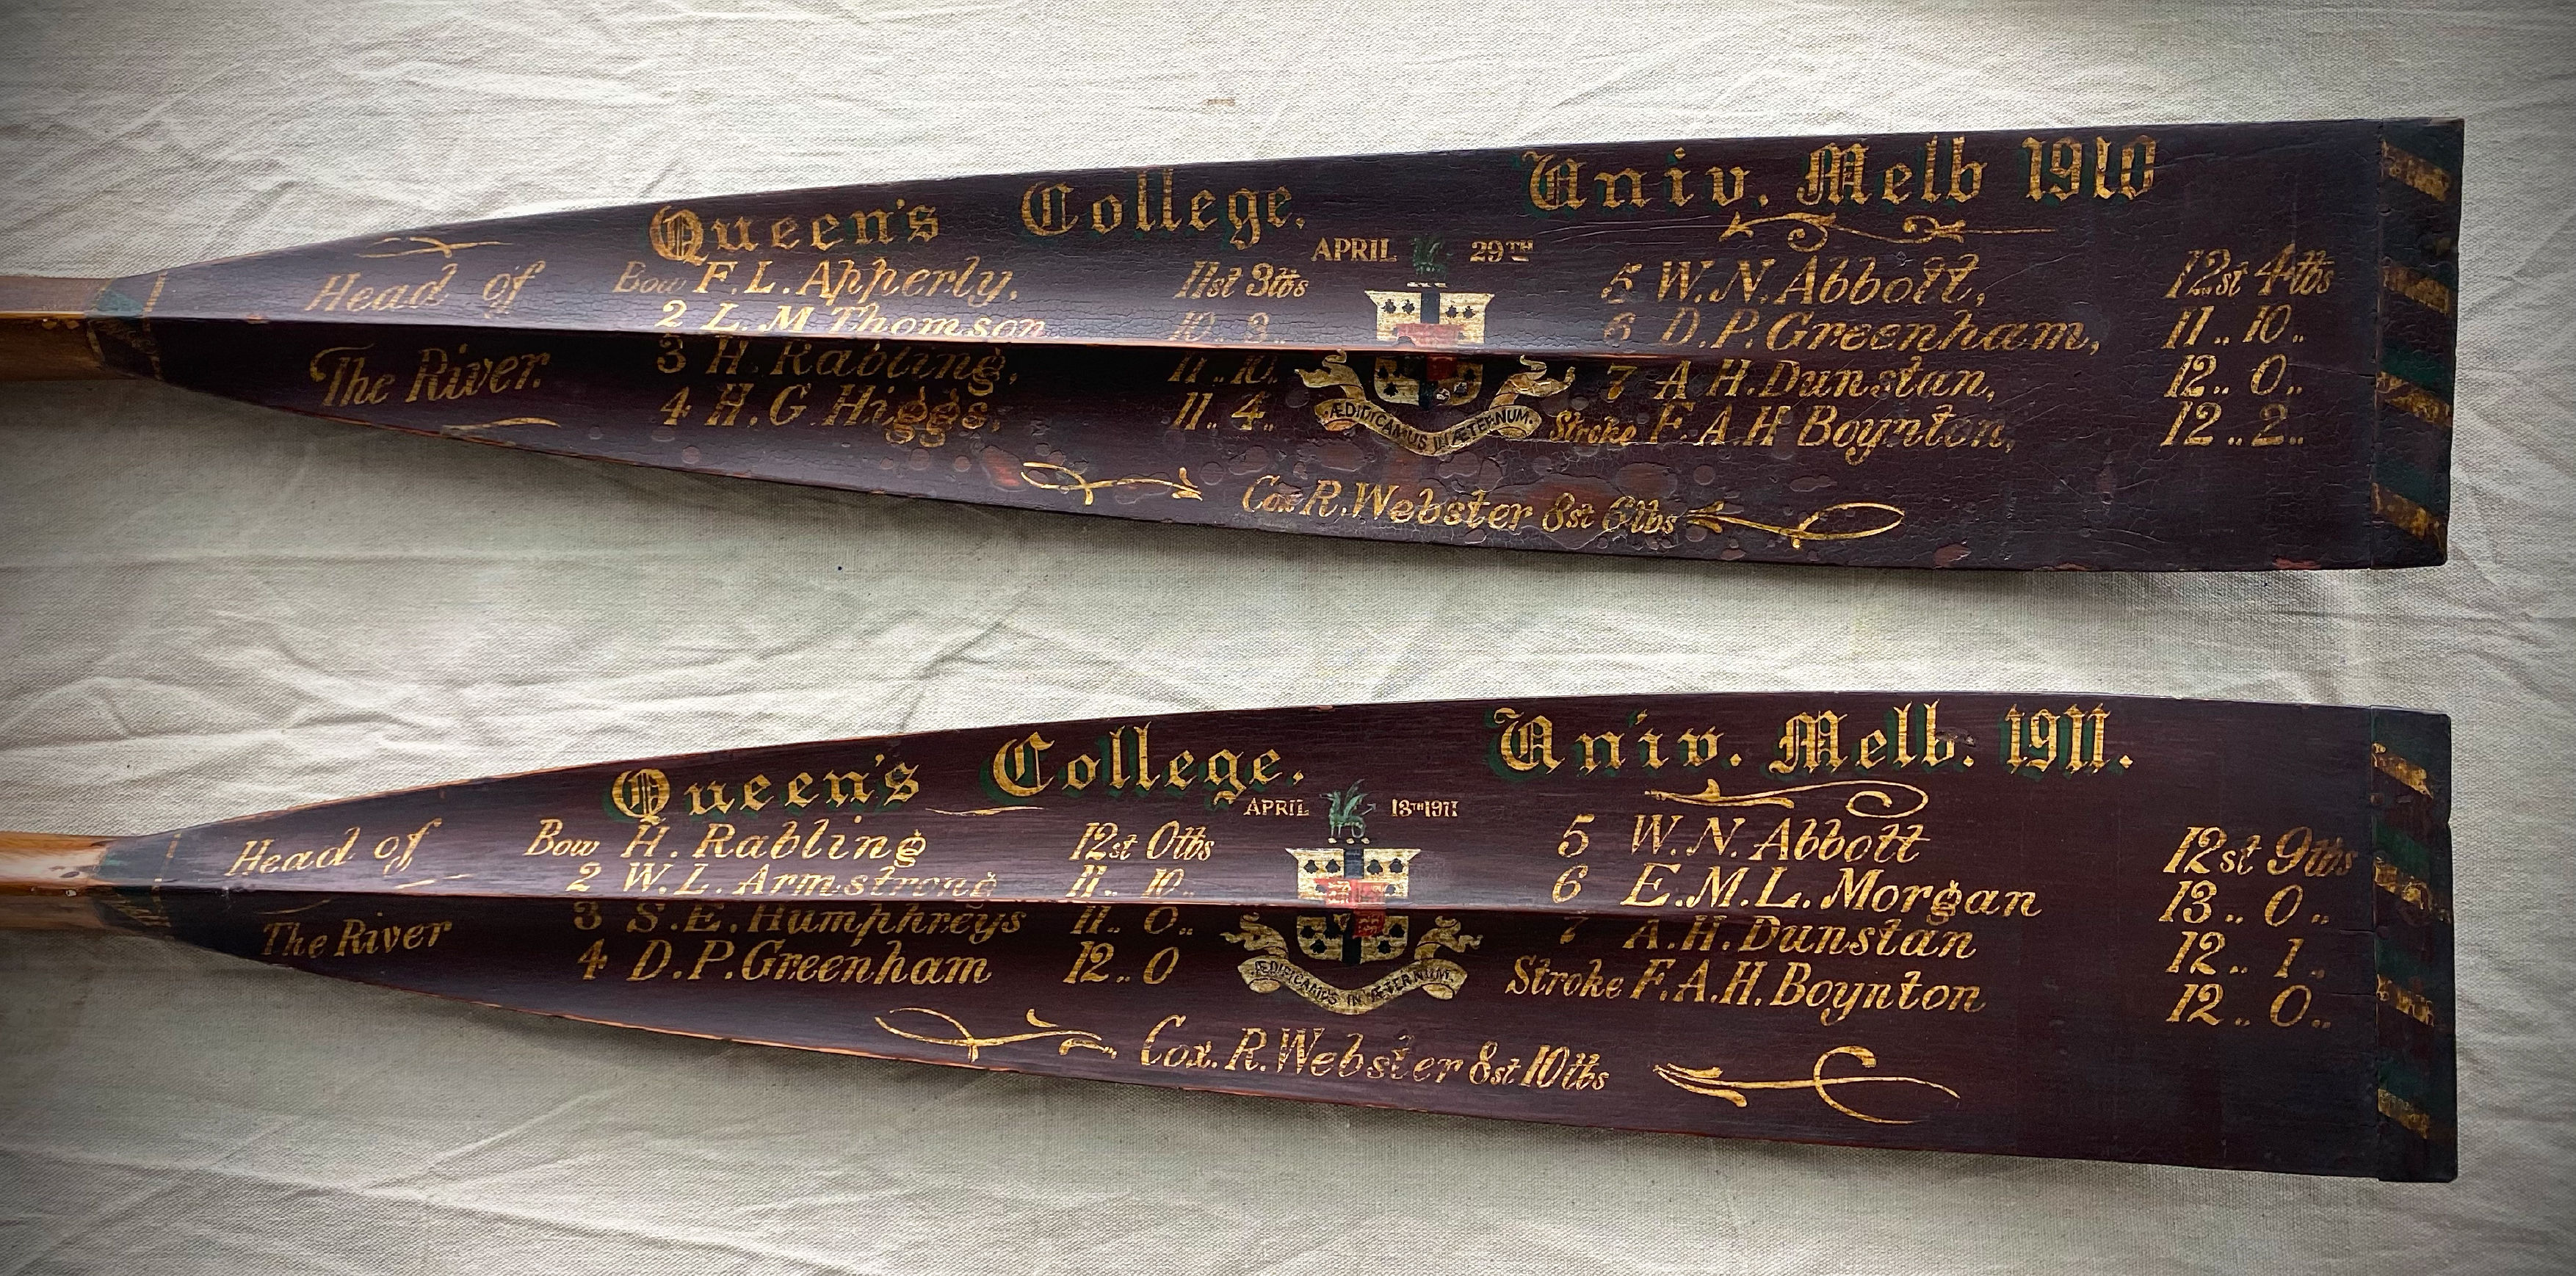 Queen's College. Univ. Melb 1910
APRIL 29TH
Head of
The River.
Bow F. L. Apperly, 11st 3lbs
2 L. M Thomson 10 .. 3 ..
3 H. Rabling, 11 .. 10 ..
4 H. G Higgs, 11 .. 4 ..
5 W. N. Abbott, 12st 4lbs
6 D. P. Greenham, 11 .. 10 ..
7 A H. Dunstan, 12 .. 0 ..
Stroke F. A H Boynton, 12 .. 2 ..
ÆDIFICAMUS IN ÆTERNUM.
Cox R. Webster 8st 6lbs
Queen's College. Univ. Melb. 1911.
APRIL 13TH 1911
Head of
The River
Bow H. Rabling 12st 0lbs
2 W. L. Armstrong 11 .. 10 ..
3 S. E. Humphreys 11 .. 0 ..
4 D. P. Greenham 12 .. 0
5 W. N. Abbott 12st 9lbs
6 E. M. L. Morgan 13 .. 0 ..
7 A. H. Dunstan 12 .. 1 ..
Stroke F. A. H. Boynton 12 .. 0 ..
ÆDIFICAMUS IN ÆTERNUM.
Cox. R. Webster 8st 10lbs